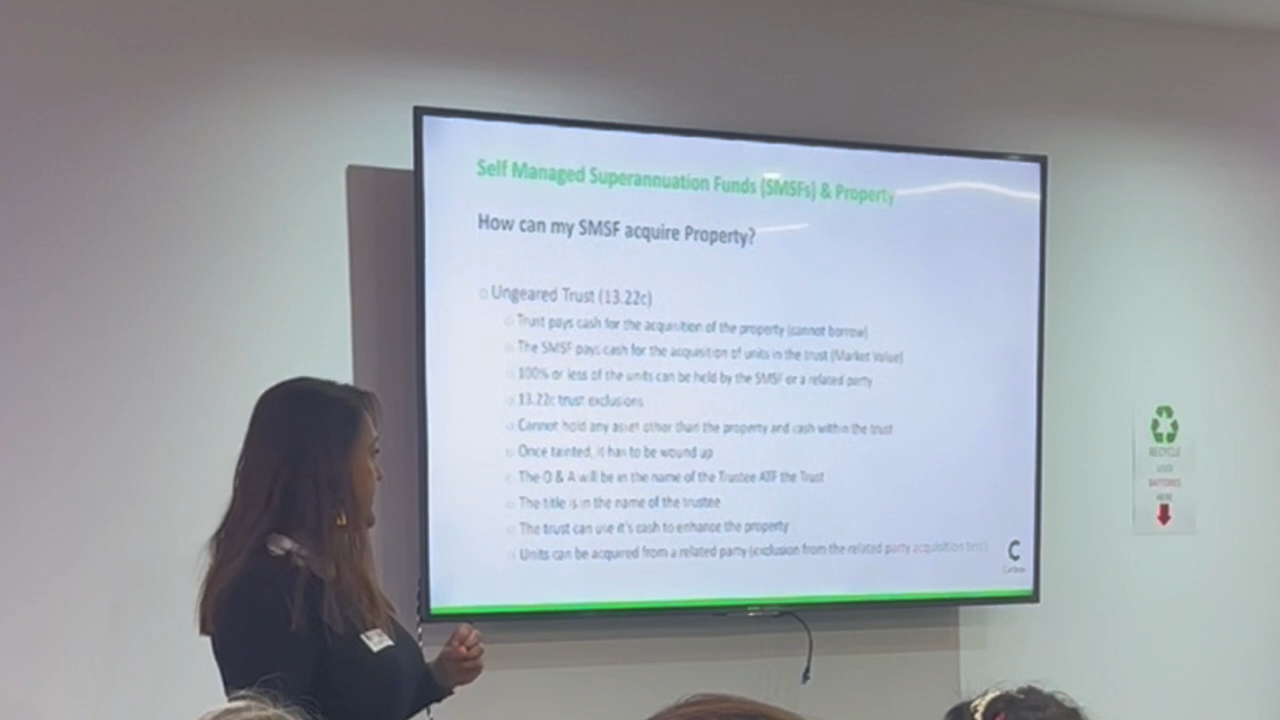 Self Managed Superannuation Funds (SMSFs) & Property
How can my SMSF acquire Property?
Ungeared Trust (13.22c)
Trust pays cash for the acquisition of the property (cannot borrow)
The SMSF pays cash for the acquisition of units in the trust (Market Value)
100% or less of the units can be held by the SMSF or a related party
13.22c trust exclusions
Cannot hold any asset other than the property and cash within the trust
Once tainted, it has to be wound up
The O & A will be in the name of the Trustee ATF the Trust
The title is in the name of the trustee
The trust can use it's cash to enhance the property
Units can be acquired from a related party (exclusion from the related party acquisition test)
C
Carbon
RECYCLE
USED
BATTERIES
HERE